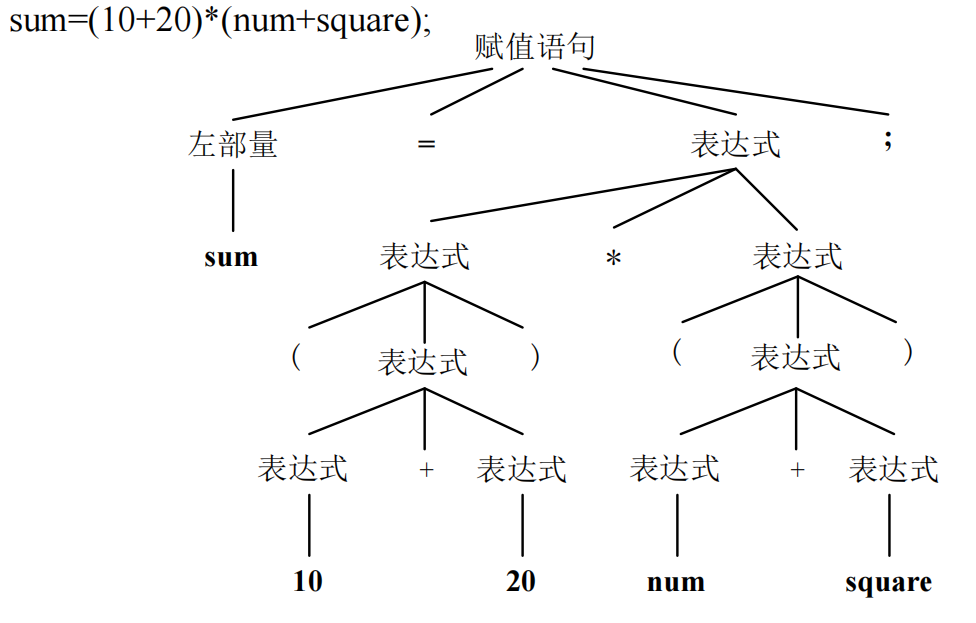 sum=(10+20)*(num+square);
赋值语句
左部量 = 表达式 ;
sum 表达式 * 表达式
( 表达式 ) ( 表达式 )
表达式 + 表达式 表达式 + 表达式
10 20 num square